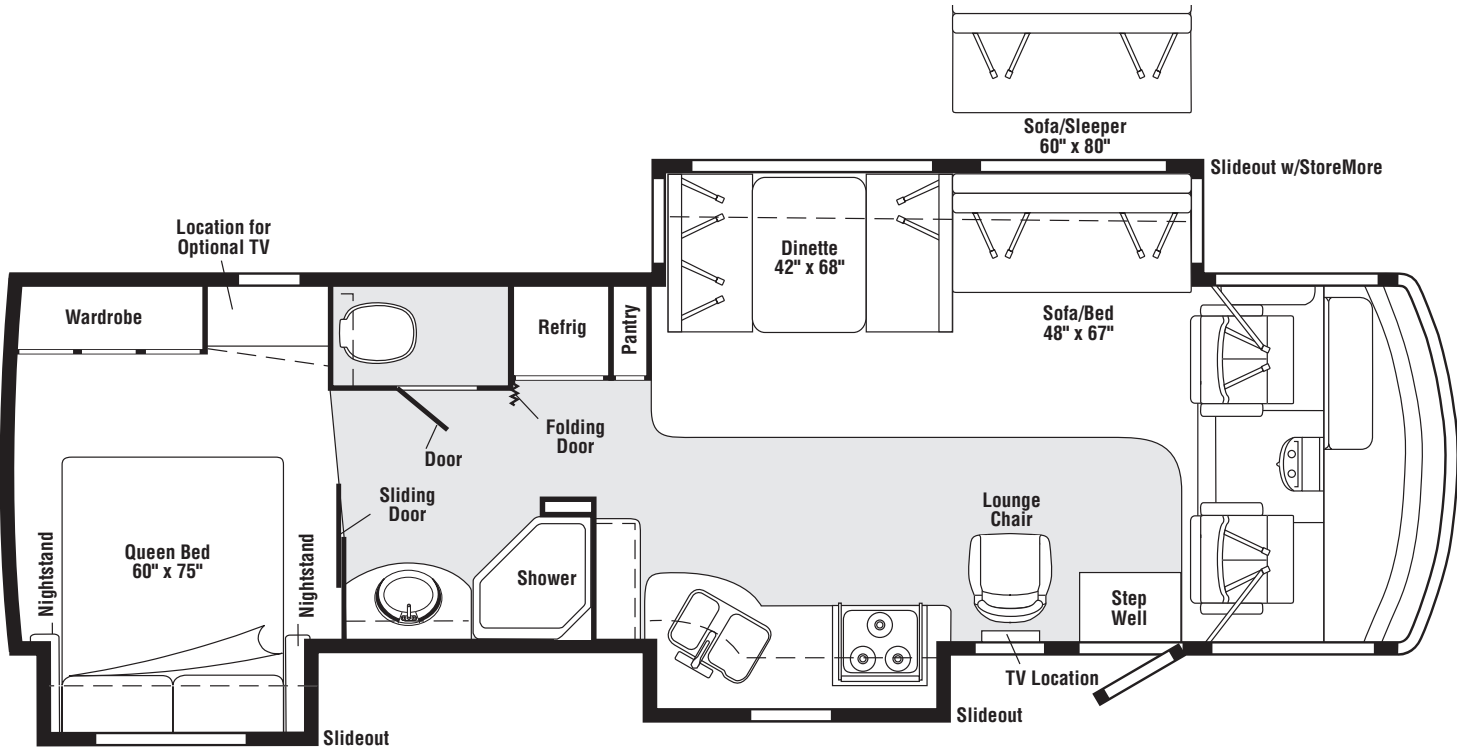 Sofa/Sleeper
60" x 80"
Slideout w/StoreMore
Location for
Optional TV
Dinette
42" x 68"
Wardrobe
Refrig
Pantry
Sofa/Bed
48" x 67"
Folding
Door
Door
Sliding
Door
Lounge
Chair
Queen Bed
60" x 75"
Nightstand
Nightstand
Shower
Step
Well
TV Location
Slideout
Slideout